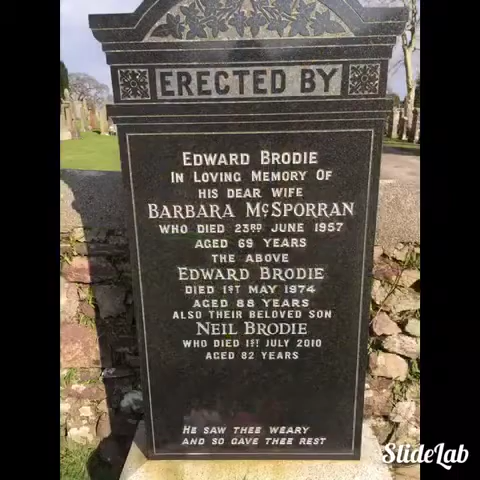 ERECTED BY
EDWARD BRODIE
IN LOVING MEMORY OF
HIS DEAR WIFE
BARBARA McSPORRAN
WHO DIED 23RD JUNE 1957
AGED 69 YEARS
THE ABOVE
EDWARD BRODIE
DIED 1ST MAY 1974
AGED 88 YEARS
ALSO THEIR BELOVED SON
NEIL BRODIE
WHO DIED 1ST JULY 2010
AGED 82 YEARS
HE SAW THEE WEARY
AND SO GAVE THEE REST
SlideLab